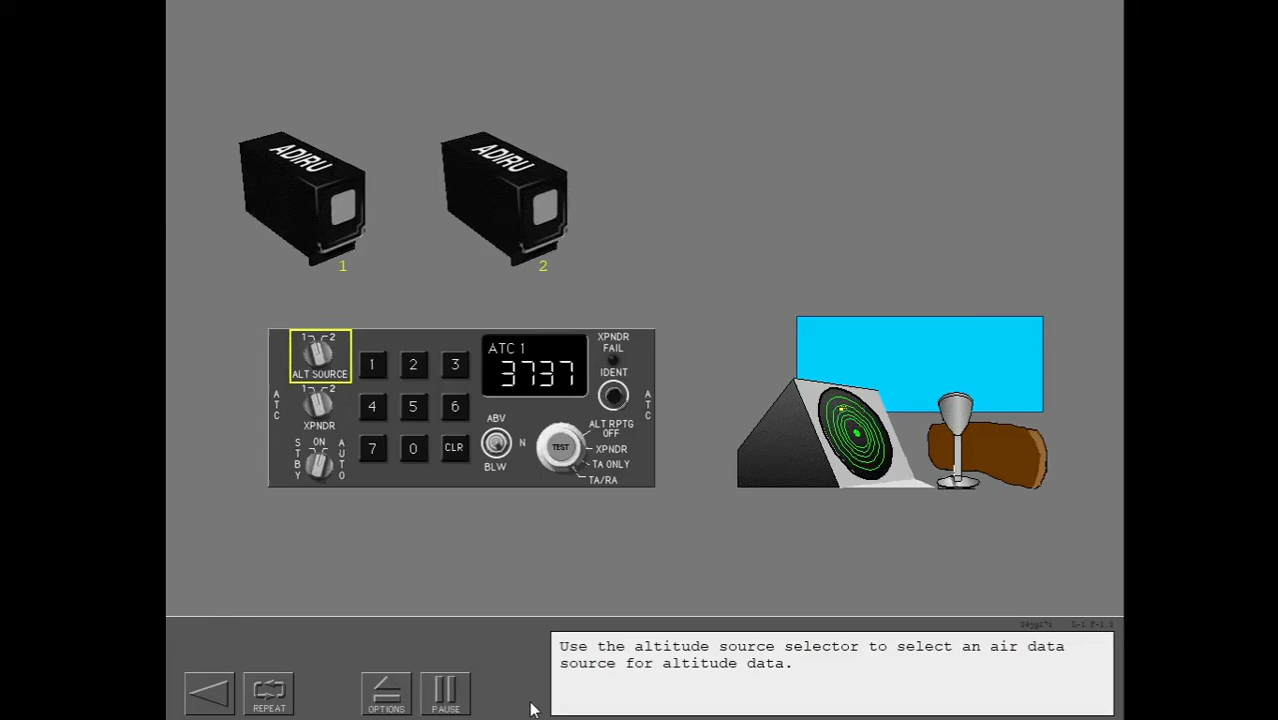 ADIRU
ADIRU
1
2
1 2
ALT SOURCE
1 2
XPNDR
ATC
STBY
ON
AUTO
1
2
3
4
5
6
7
0
CLR
ATC 1
3737
ABV
N
BLW
TEST
XPNDR
FAIL
IDENT
ATC
ALT RPTG
OFF
XPNDR
TA ONLY
TA/RA
Use the altitude source selector to select an air data
source for altitude data.
REPEAT
OPTIONS
PAUSE